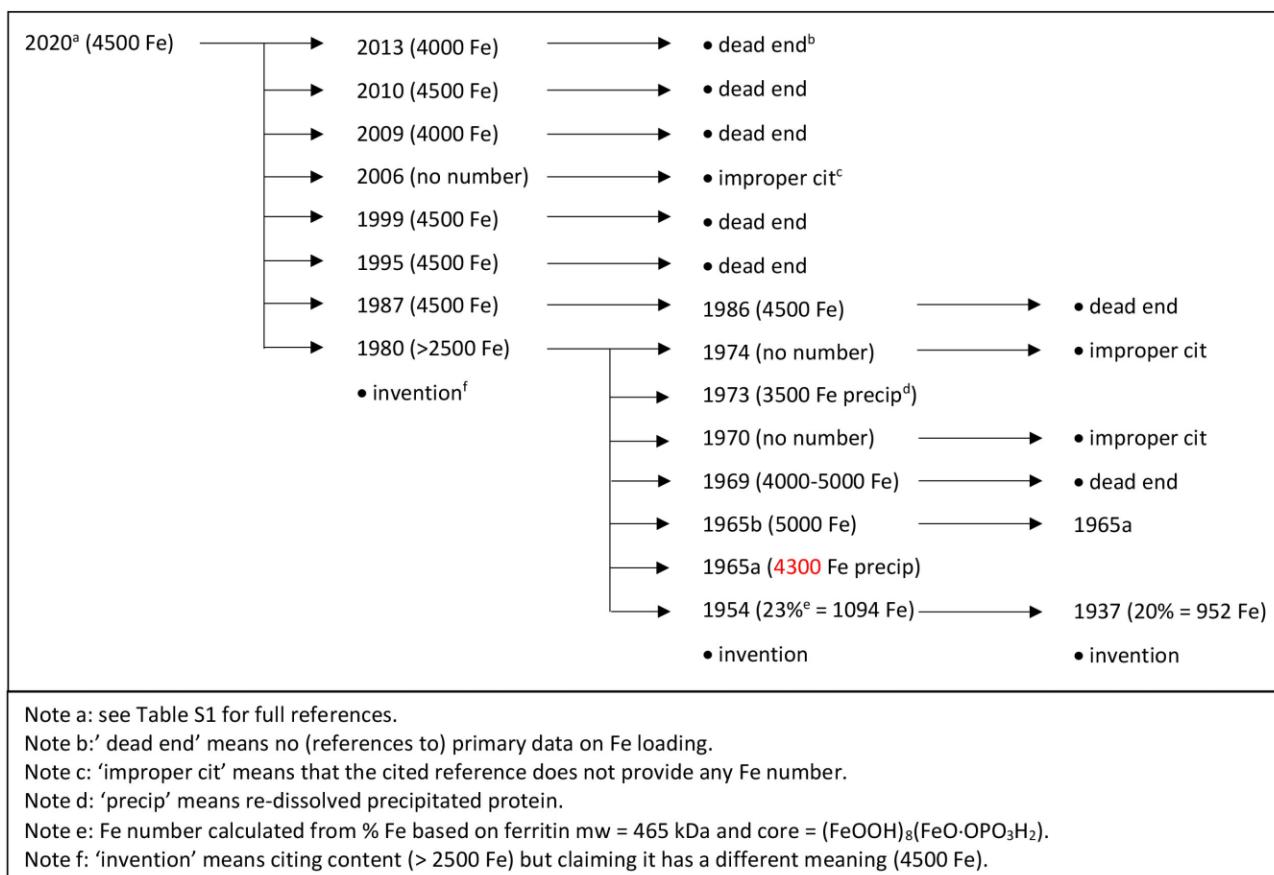 2020ᵃ (4500 Fe) 2013 (4000 Fe) • dead endᵇ
2010 (4500 Fe) • dead end
2009 (4000 Fe) • dead end
2006 (no number) • improper citᶜ
1999 (4500 Fe) • dead end
1995 (4500 Fe) • dead end
1987 (4500 Fe) 1986 (4500 Fe) • dead end
1980 (>2500 Fe) 1974 (no number) • improper cit
• inventionᶠ 1973 (3500 Fe precipᵈ)
1970 (no number) • improper cit
1969 (4000-5000 Fe) • dead end
1965b (5000 Fe) 1965a
1965a (4300 Fe precip)
1954 (23%ᵉ = 1094 Fe) 1937 (20% = 952 Fe)
• invention • invention
Note a: see Table S1 for full references.
Note b:’ dead end’ means no (references to) primary data on Fe loading.
Note c: ‘improper cit’ means that the cited reference does not provide any Fe number.
Note d: ‘precip’ means re-dissolved precipitated protein.
Note e: Fe number calculated from % Fe based on ferritin mw = 465 kDa and core = (FeOOH)₈(FeO·OPO₃H₂).
Note f: ‘invention’ means citing content (> 2500 Fe) but claiming it has a different meaning (4500 Fe).